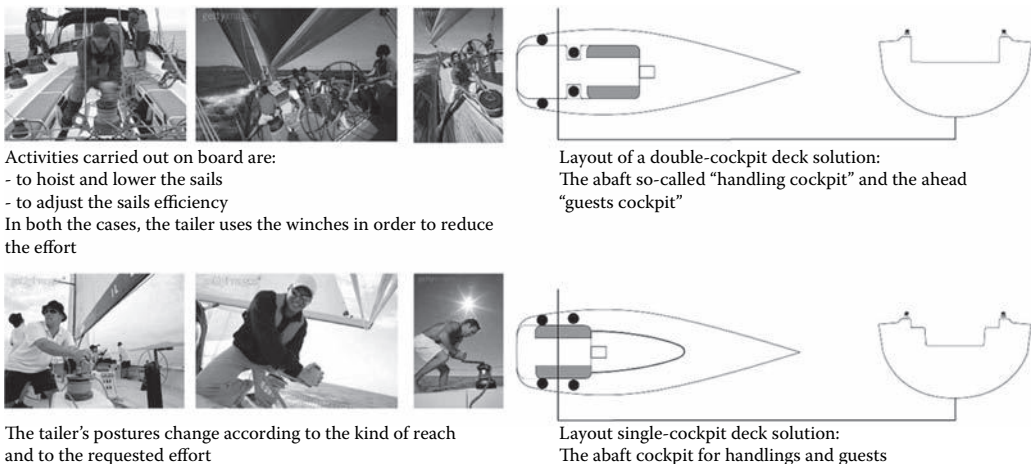 Activities carried out on board are:
- to hoist and lower the sails
- to adjust the sails efficiency
In both the cases, the tailer uses the winches in order to reduce
the effort
Layout of a double-cockpit deck solution:
The abaft so-called “handling cockpit” and the ahead
“guests cockpit”
The tailer’s postures change according to the kind of reach
and to the requested effort
Layout single-cockpit deck solution:
The abaft cockpit for handlings and guests